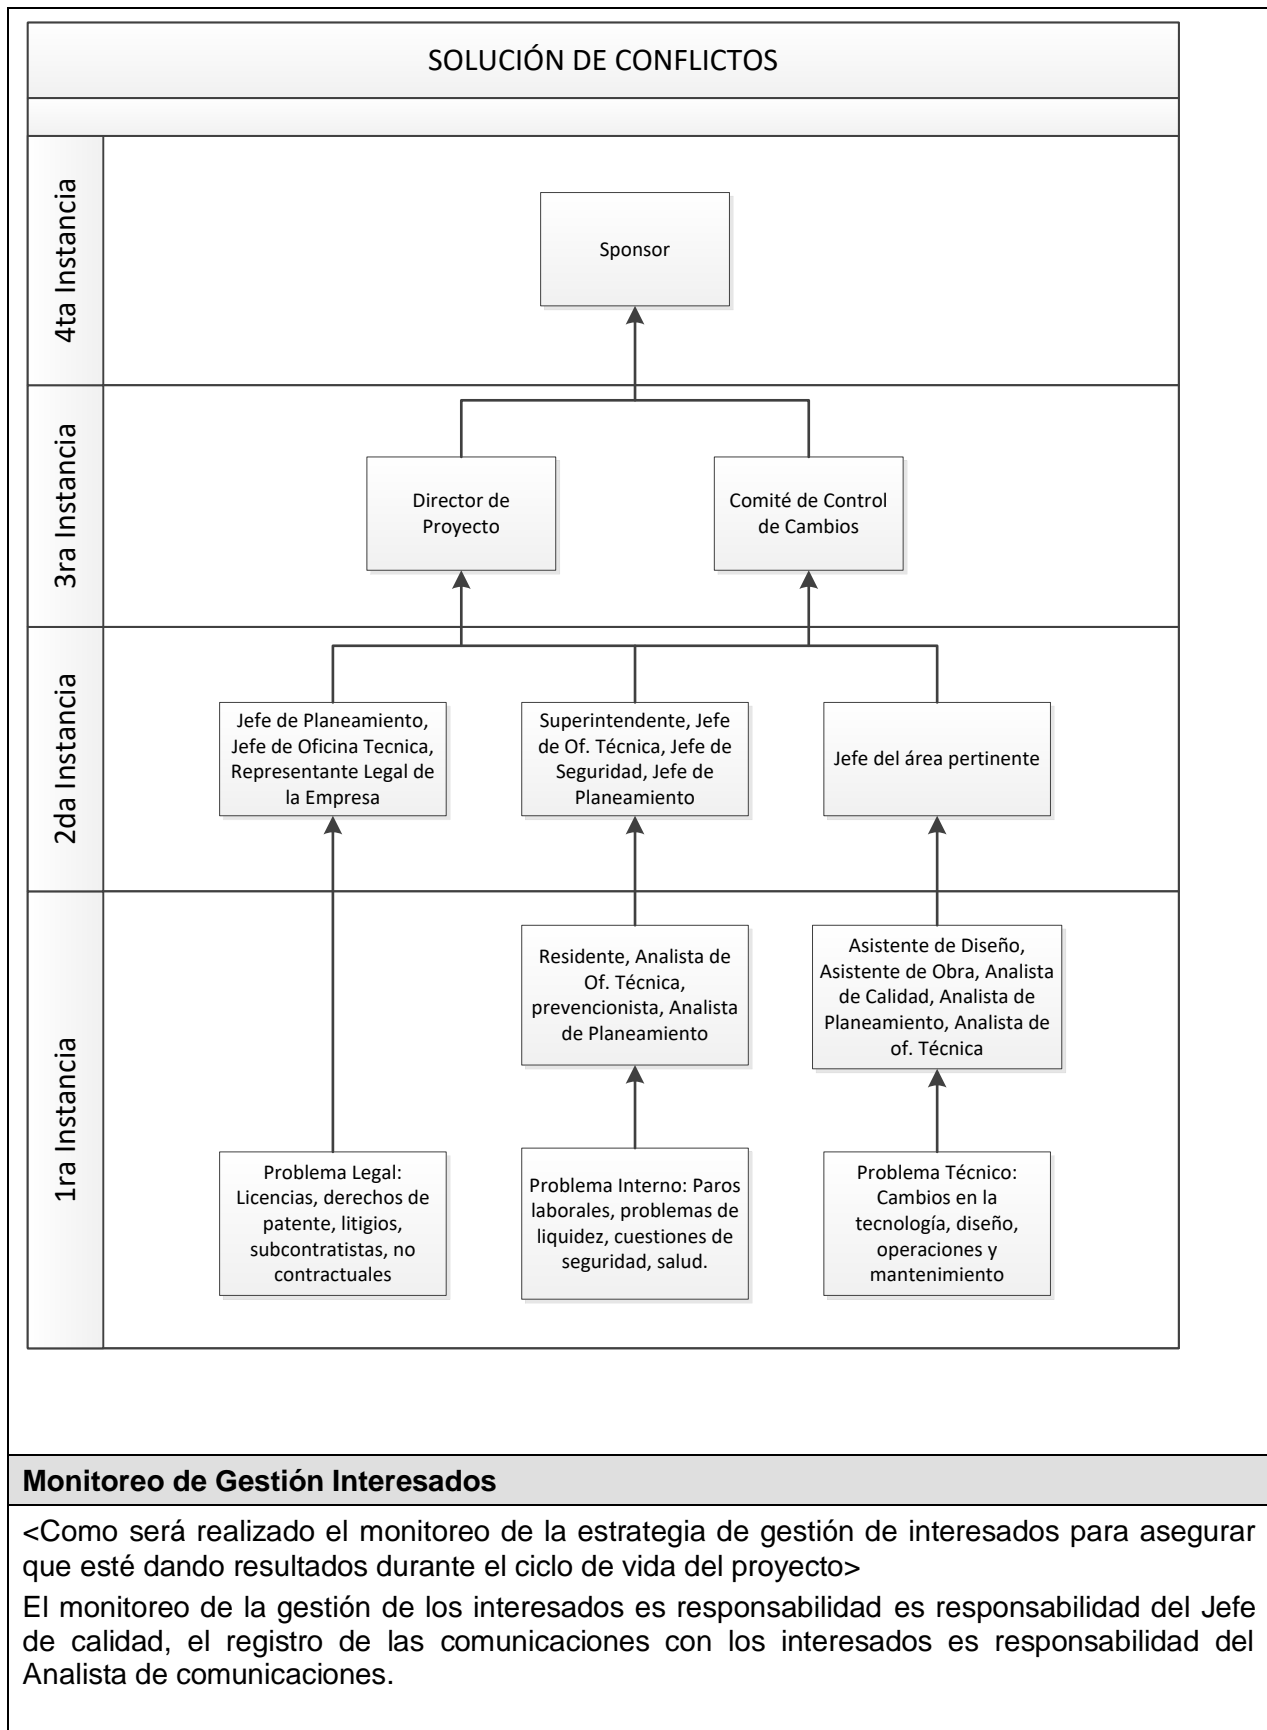 SOLUCIÓN DE CONFLICTOS
4ta Instancia
Sponsor
3ra Instancia
Director de
Proyecto
Comité de Control
de Cambios
2da Instancia
Jefe de Planeamiento,
Jefe de Oficina Tecnica,
Representante Legal de
la Empresa
Superintendente, Jefe
de Of. Técnica, Jefe de
Seguridad, Jefe de
Planeamiento
Jefe del área pertinente
1ra Instancia
Residente, Analista de
Of. Técnica,
prevencionista, Analista
de Planeamiento
Asistente de Diseño,
Asistente de Obra, Analista
de Calidad, Analista de
Planeamiento, Analista de
of. Técnica
Problema Legal:
Licencias, derechos de
patente, litigios,
subcontratistas, no
contractuales
Problema Interno: Paros
laborales, problemas de
liquidez, cuestiones de
seguridad, salud.
Problema Técnico:
Cambios en la
tecnología, diseño,
operaciones y
mantenimiento
Monitoreo de Gestión Interesados
<Como será realizado el monitoreo de la estrategia de gestión de interesados para asegurar
que esté dando resultados durante el ciclo de vida del proyecto>
El monitoreo de la gestión de los interesados es responsabilidad es responsabilidad del Jefe
de calidad, el registro de las comunicaciones con los interesados es responsabilidad del
Analista de comunicaciones.